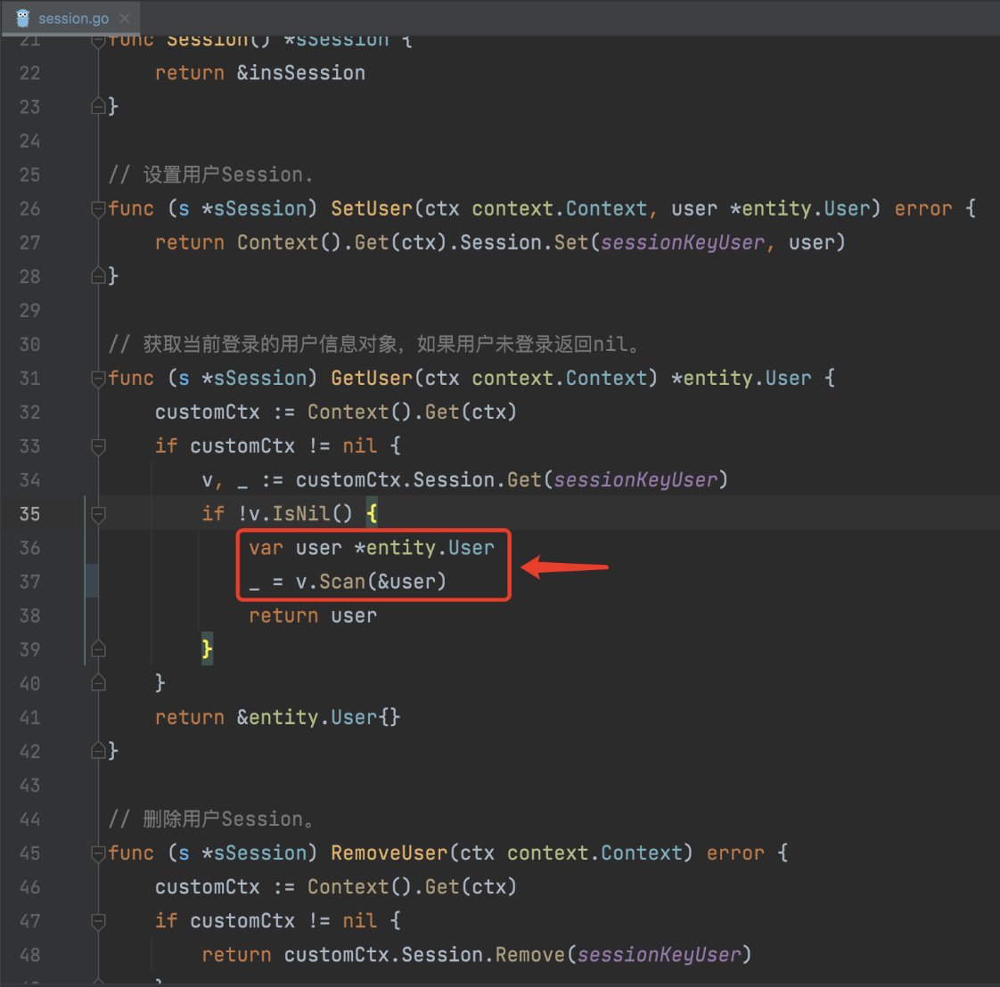 session.go
21 func Session() *sSession {
22 return &insSession
23 }
24
25 // 设置用户Session.
26 func (s *sSession) SetUser(ctx context.Context, user *entity.User) error {
27 return Context().Get(ctx).Session.Set(sessionKeyUser, user)
28 }
29
30 // 获取当前登录的用户信息对象，如果用户未登录返回nil。
31 func (s *sSession) GetUser(ctx context.Context) *entity.User {
32 customCtx := Context().Get(ctx)
33 if customCtx != nil {
34 v, _ := customCtx.Session.Get(sessionKeyUser)
35 if !v.IsNil() {
36 var user *entity.User
37 _ = v.Scan(&user)
38 return user
39 }
40 }
41 return &entity.User{}
42 }
43
44 // 删除用户Session。
45 func (s *sSession) RemoveUser(ctx context.Context) error {
46 customCtx := Context().Get(ctx)
47 if customCtx != nil {
48 return customCtx.Session.Remove(sessionKeyUser)